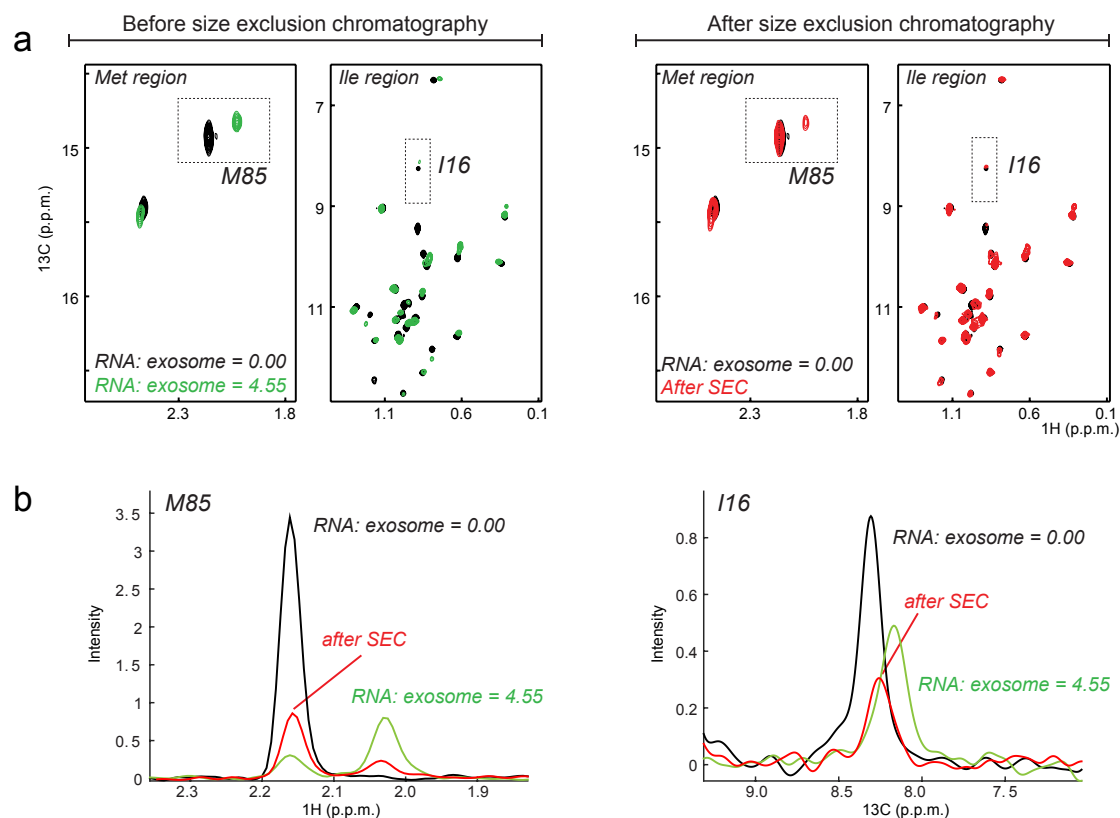 a
Before size exclusion chromatography
After size exclusion chromatography
Met region
Ile region
Met region
Ile region
M85
I16
M85
I16
13C (p.p.m.)
15
16
7
9
11
15
16
7
9
11
RNA: exosome = 0.00
RNA: exosome = 4.55
RNA: exosome = 0.00
After SEC
2.3
1.8
1.1
0.6
0.1
2.3
1.8
1.1
0.6
0.1
1H (p.p.m.)
b
M85
RNA: exosome = 0.00
after SEC
RNA: exosome = 4.55
Intensity
3.5
3
2.5
2
1.5
1
0.5
0
2.3
2.2
2.1
2.0
1.9
1H (p.p.m.)
I16
RNA: exosome = 0.00
after SEC
RNA: exosome = 4.55
Intensity
0.8
0.6
0.4
0.2
0
9.0
8.5
8.0
7.5
13C (p.p.m.)